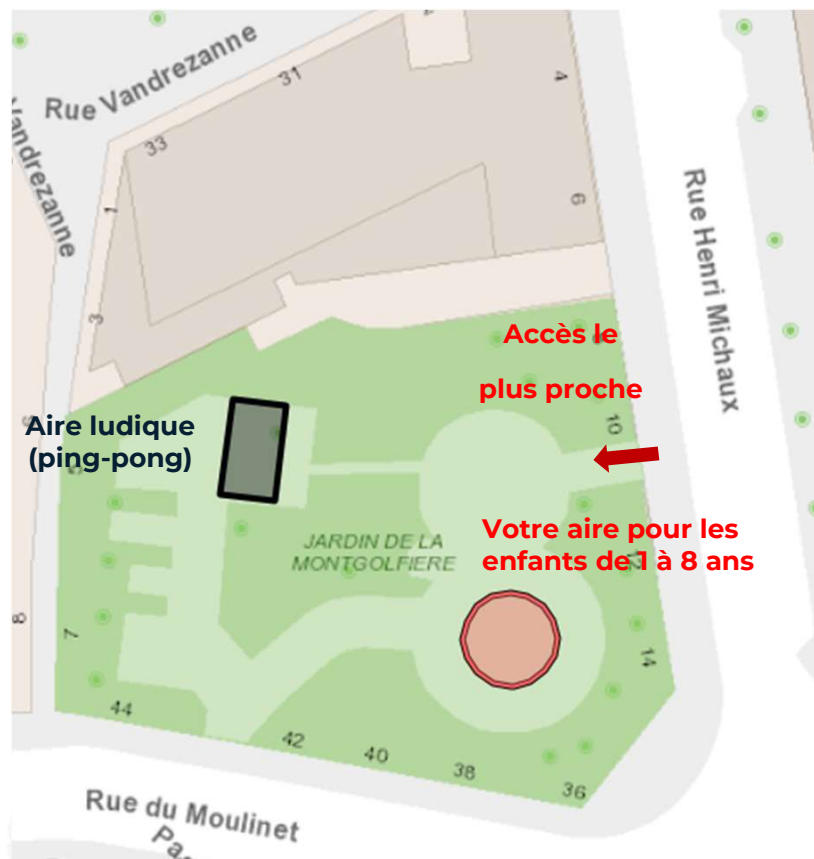 Rue Vandrezanne
31
33
4
Vandrezanne
1
6
Rue Henri Michaux
3
Accès le
plus proche
10
Aire ludique
(ping-pong)
5
Votre aire pour les
enfants de 1 à 8 ans
JARDIN DE LA
MONTGOLFIERE
12
8
7
14
44
42
40
38
36
Rue du Moulinet